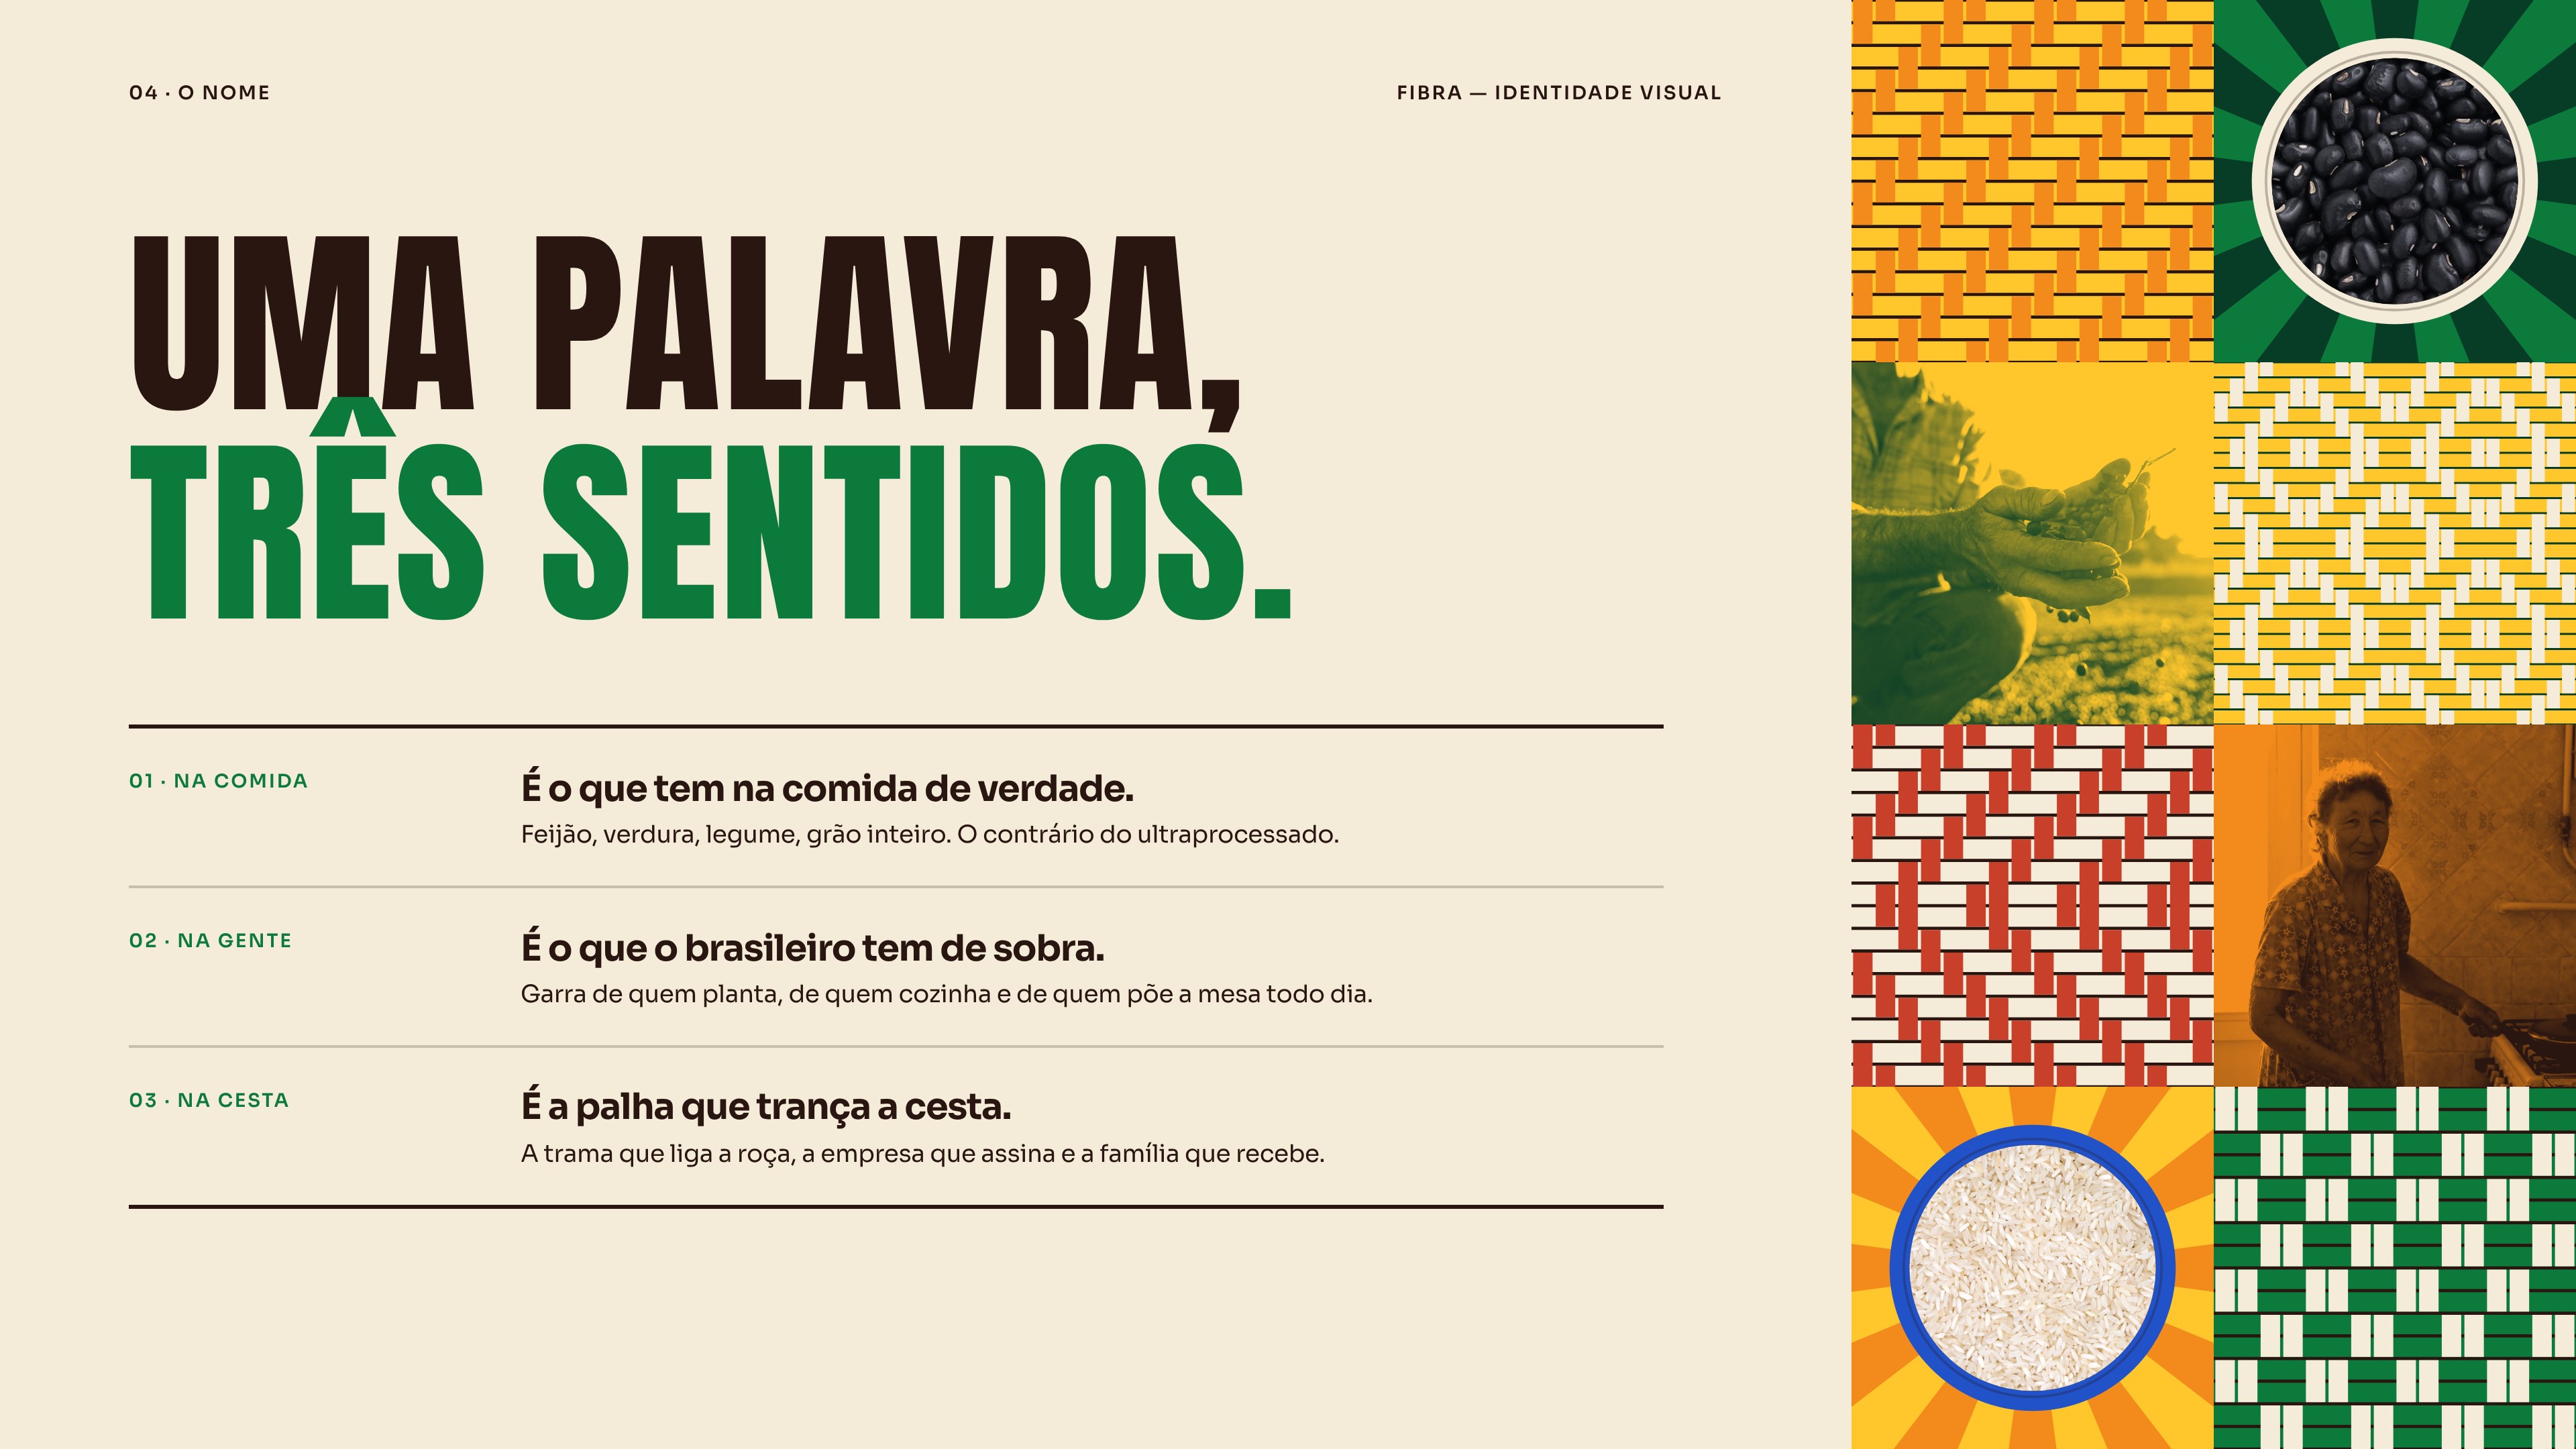 04 · O NOME
FIBRA — IDENTIDADE VISUAL
UMA PALAVRA,
TRÊS SENTIDOS.
01 · NA COMIDA
É o que tem na comida de verdade.
Feijão, verdura, legume, grão inteiro. O contrário do ultraprocessado.
02 · NA GENTE
É o que o brasileiro tem de sobra.
Garra de quem planta, de quem cozinha e de quem põe a mesa todo dia.
03 · NA CESTA
É a palha que trança a cesta.
A trama que liga a roça, a empresa que assina e a família que recebe.